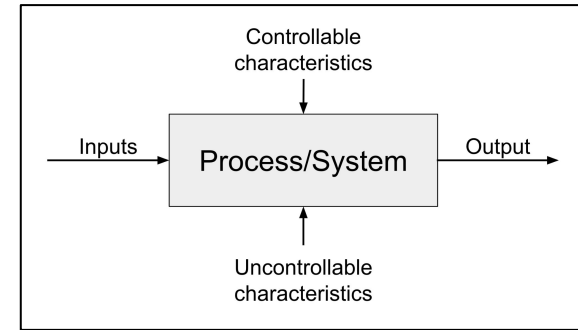 Controllable
characteristics
Inputs
Process/System
Output
Uncontrollable
characteristics